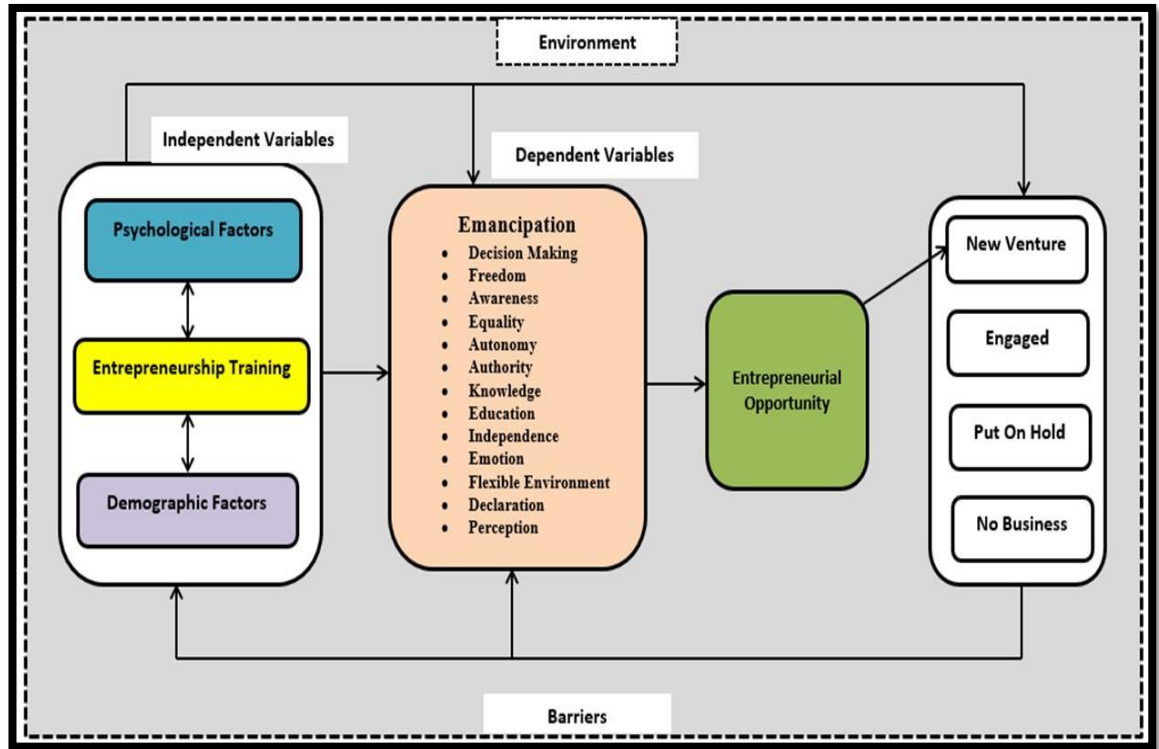 Environment
Independent Variables
Dependent Variables
Psychological Factors
Entrepreneurship Training
Demographic Factors
Emancipation
• Decision Making
• Freedom
• Awareness
• Equality
• Autonomy
• Authority
• Knowledge
• Education
• Independence
• Emotion
• Flexible Environment
• Declaration
• Perception
Entrepreneurial
Opportunity
New Venture
Engaged
Put On Hold
No Business
Barriers